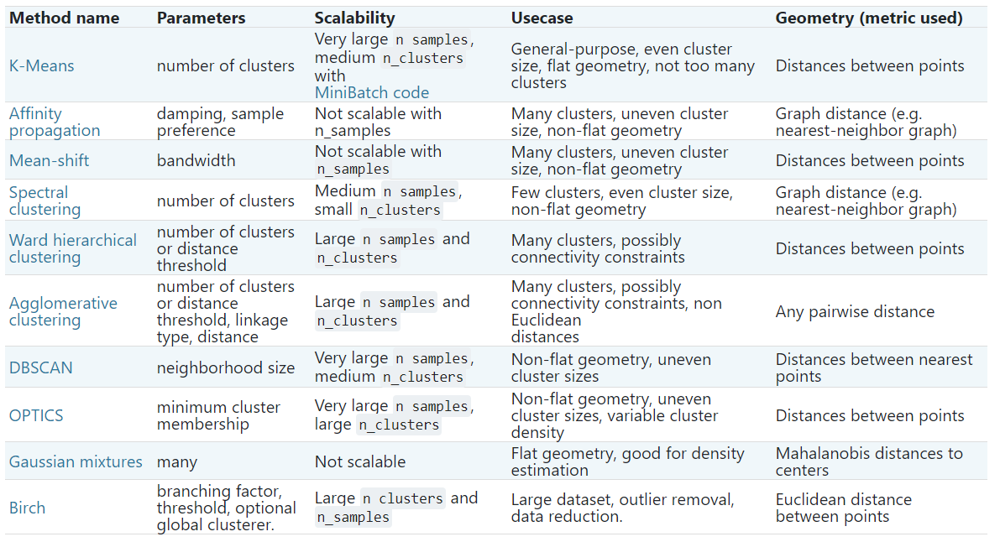 Method name Parameters Scalability Usecase Geometry (metric used)
K-Means
number of clusters
Very large n samples,
medium n_clusters
with
MiniBatch code
General-purpose, even cluster
size, flat geometry, not too many
clusters
Distances between points
Affinity
propagation
damping, sample
preference
Not scalable with
n_samples
Many clusters, uneven cluster
size, non-flat geometry
Graph distance (e.g.
nearest-neighbor graph)
Mean-shift
bandwidth
Not scalable with
n_samples
Many clusters, uneven cluster
size, non-flat geometry
Distances between points
Spectral
clustering
number of clusters
Medium n samples,
small n_clusters
Few clusters, even cluster size,
non-flat geometry
Graph distance (e.g.
nearest-neighbor graph)
Ward hierarchical
clustering
number of clusters
or distance
threshold
Large n samples and
n_clusters
Many clusters, possibly
connectivity constraints
Distances between points
Agglomerative
clustering
number of clusters
or distance
threshold, linkage
type, distance
Large n samples and
n_clusters
Many clusters, possibly
connectivity constraints, non
Euclidean
distances
Any pairwise distance
DBSCAN
neighborhood size
Very large n samples,
medium n_clusters
Non-flat geometry, uneven
cluster sizes
Distances between nearest
points
OPTICS
minimum cluster
membership
Very large n samples,
large n_clusters
Non-flat geometry, uneven
cluster sizes, variable cluster
density
Distances between points
Gaussian mixtures
many
Not scalable
Flat geometry, good for density
estimation
Mahalanobis distances to
centers
Birch
branching factor,
threshold, optional
global clusterer.
Large n clusters and
n_samples
Large dataset, outlier removal,
data reduction.
Euclidean distance
between points